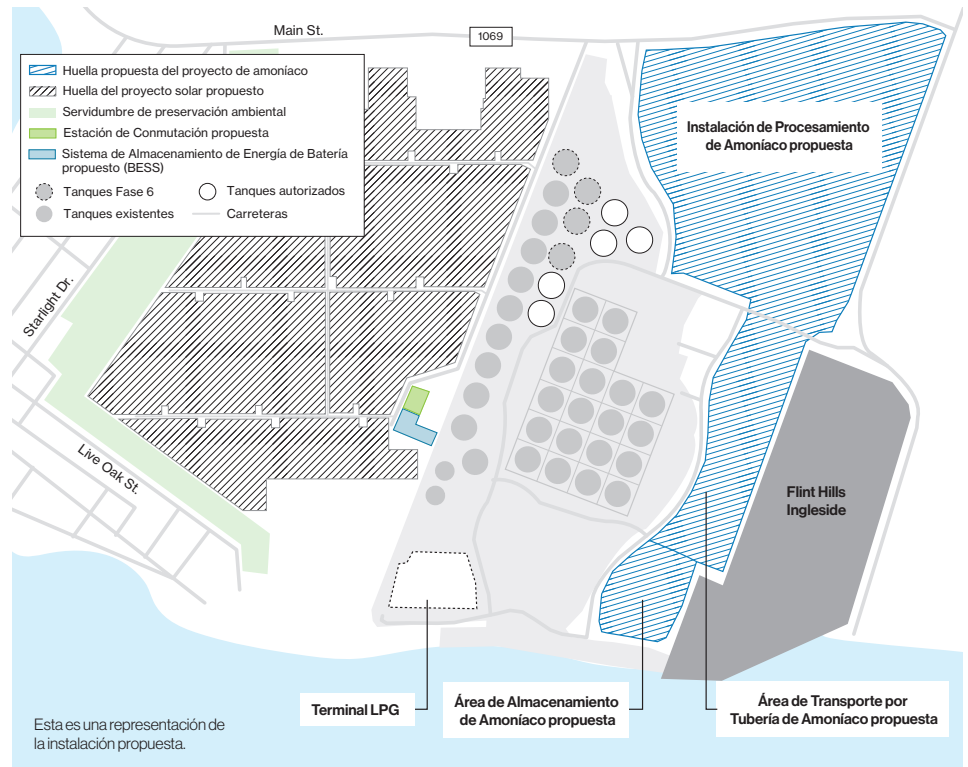 Main St.
1069
Huella propuesta del proyecto de amoníaco
Huella del proyecto solar propuesto
Servidumbre de preservación ambiental
Estación de Conmutación propuesta
Sistema de Almacenamiento de Energía de Batería
propuesto (BESS)
Tanques Fase 6
Tanques autorizados
Tanques existentes
Carreteras
Instalación de Procesamiento
de Amoníaco propuesta
Starlight Dr.
Live Oak St.
Flint Hills
Ingleside
Terminal LPG
Área de Almacenamiento
de Amoníaco propuesta
Área de Transporte por
Tubería de Amoníaco propuesta
Esta es una representación de
la instalación propuesta.